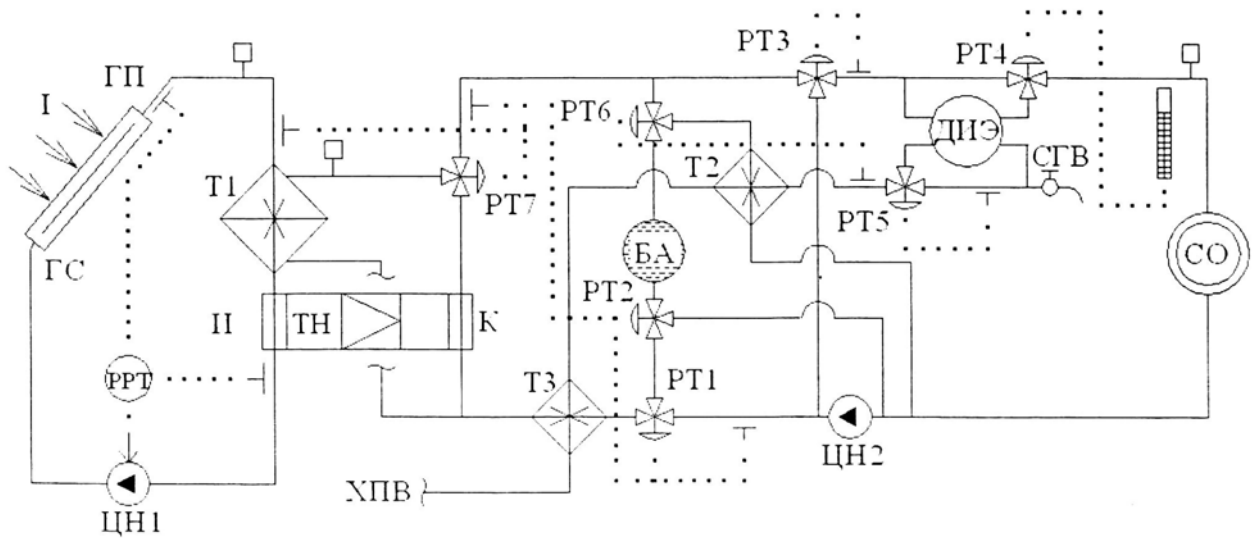 РТ3
РТ4
ГП
I
РТ6
ДИЭ
Т2
СГВ
Т1
РТ7
РТ5
БА
СО
ГС
РТ2
И
ТН
К
Т3
РТ1
РРТ
ЦН2
ХПВ
ЦН1